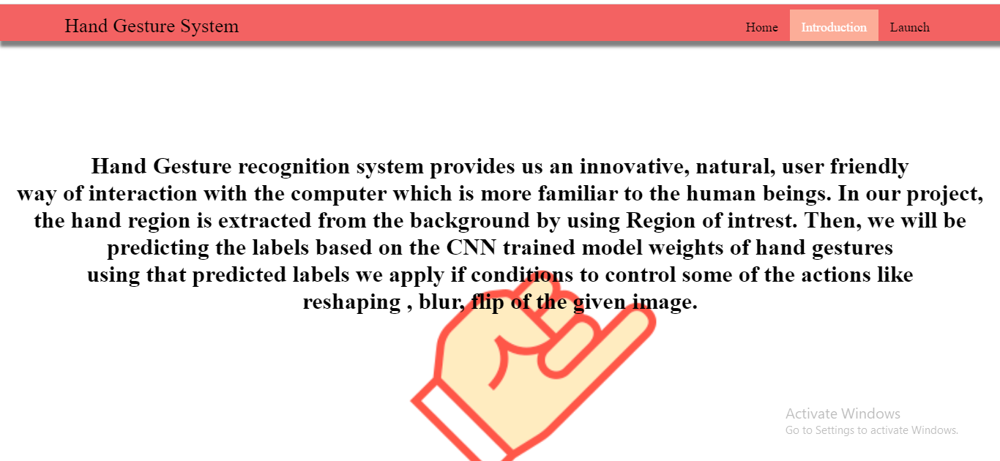 Hand Gesture System
Home Introduction Launch
Hand Gesture recognition system provides us an innovative, natural, user friendly
way of interaction with the computer which is more familiar to the human beings. In our project,
the hand region is extracted from the background by using Region of intrest. Then, we will be
predicting the labels based on the CNN trained model weights of hand gestures
using that predicted labels we apply if conditions to control some of the actions like
reshaping , blur, flip of the given image.
Activate Windows
Go to Settings to activate Windows.